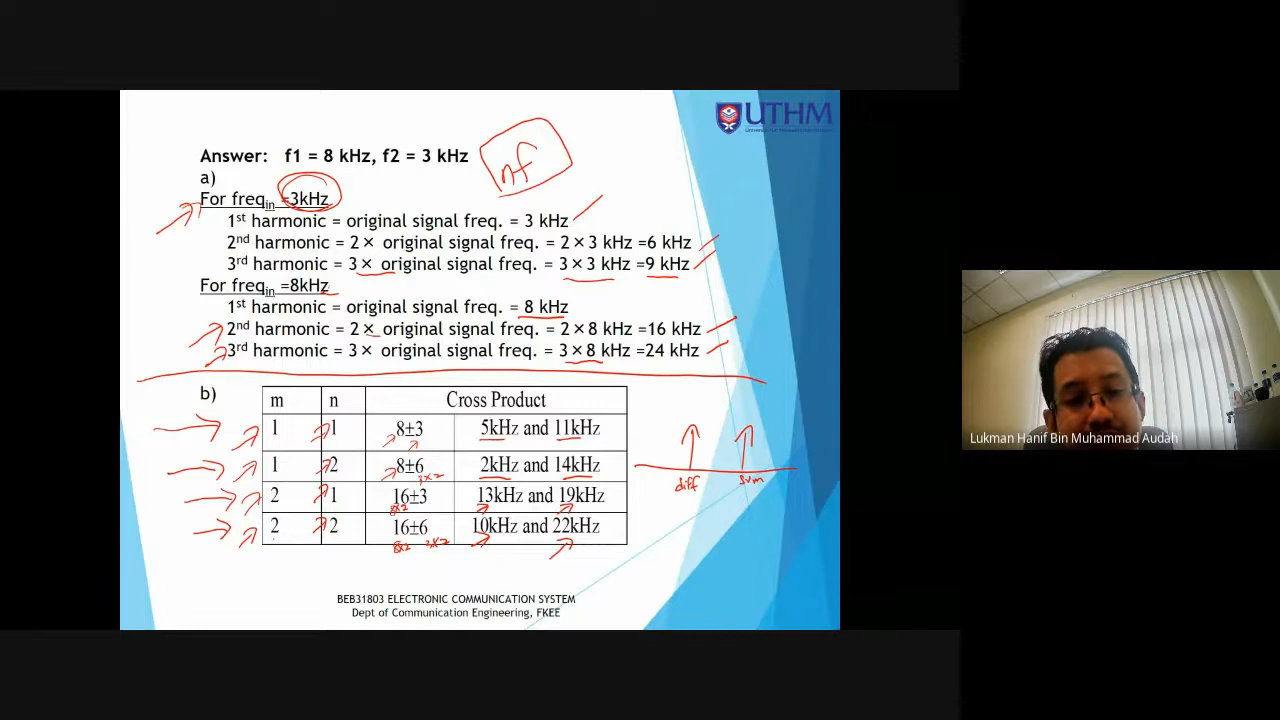 UTHM
Answer: f1 = 8 kHz, f2 = 3 kHz
nf
a)
For freqin =3kHz
1st harmonic = original signal freq. = 3 kHz
2nd harmonic = 2 × original signal freq. = 2 × 3 kHz =6 kHz
3rd harmonic = 3 × original signal freq. = 3 × 3 kHz =9 kHz
For freqin =8kHz
1st harmonic = original signal freq. = 8 kHz
2nd harmonic = 2 × original signal freq. = 2 × 8 kHz =16 kHz
3rd harmonic = 3 × original signal freq. = 3 × 8 kHz =24 kHz
b)
m n Cross Product
1 1 8±3 5kHz and 11kHz
1 2 8±6 2kHz and 14kHz
3x2
2 1 16±3 13kHz and 19kHz
8x2
2 2 16±6 10kHz and 22kHz
8x2 3x2
diff sum
BEB31803 ELECTRONIC COMMUNICATION SYSTEM
Dept of Communication Engineering, FKEE
Lukman Hanif Bin Muhammad Audah